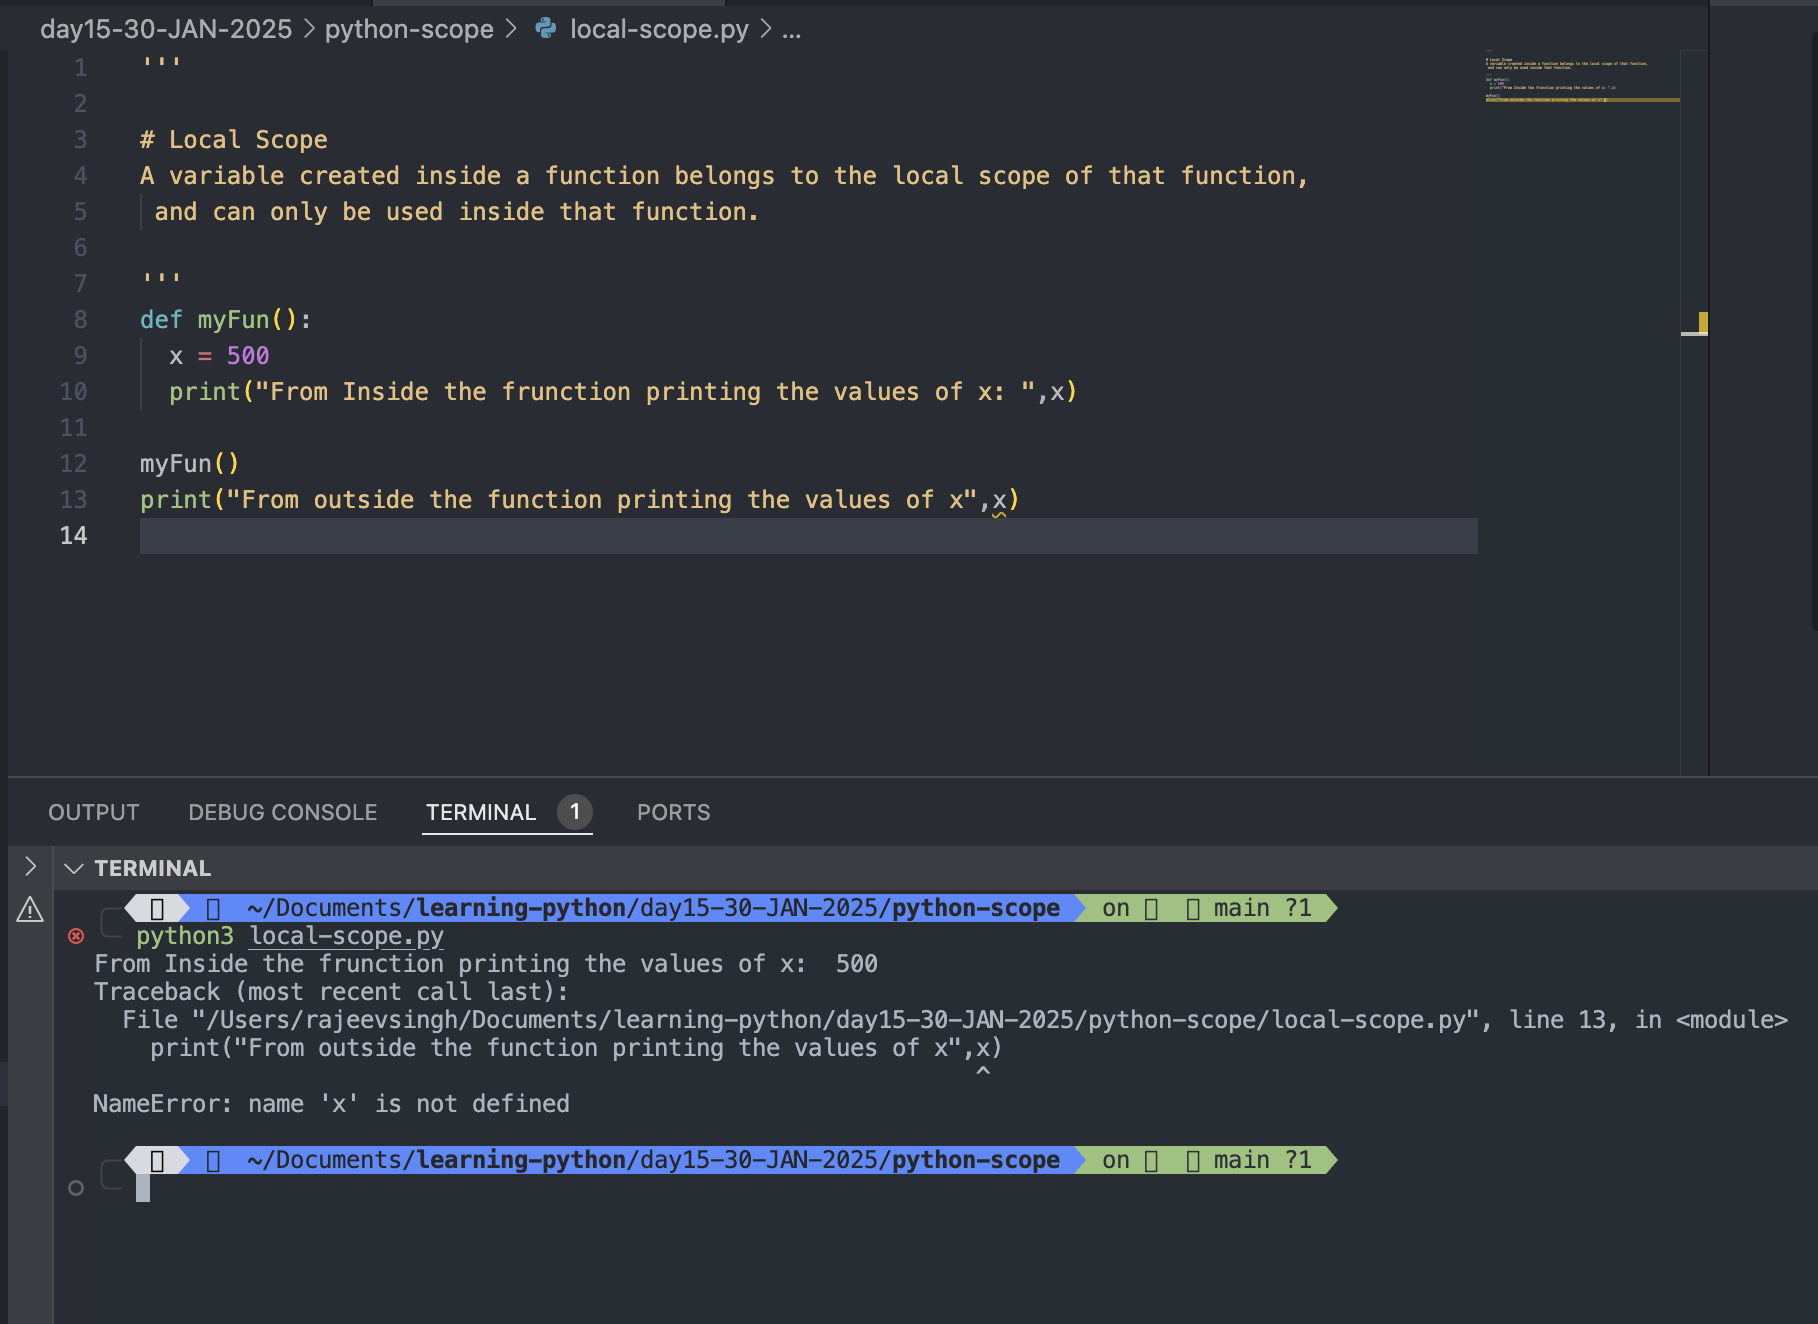 day15-30-JAN-2025 > python-scope > local-scope.py > ...
1 '''
2
3 # Local Scope
4 A variable created inside a function belongs to the local scope of that function,
5 and can only be used inside that function.
6
7 '''
8 def myFun():
9 x = 500
10 print("From Inside the frunction printing the values of x: ",x)
11
12 myFun()
13 print("From outside the function printing the values of x",x)
14
OUTPUT DEBUG CONSOLE TERMINAL 1 PORTS
TERMINAL
~/Documents/learning-python/day15-30-JAN-2025/python-scope on main ?1
python3 local-scope.py
From Inside the frunction printing the values of x:  500
Traceback (most recent call last):
File "/Users/rajeevsingh/Documents/learning-python/day15-30-JAN-2025/python-scope/local-scope.py", line 13, in <module>
print("From outside the function printing the values of x",x)
^
NameError: name 'x' is not defined
~/Documents/learning-python/day15-30-JAN-2025/python-scope on main ?1